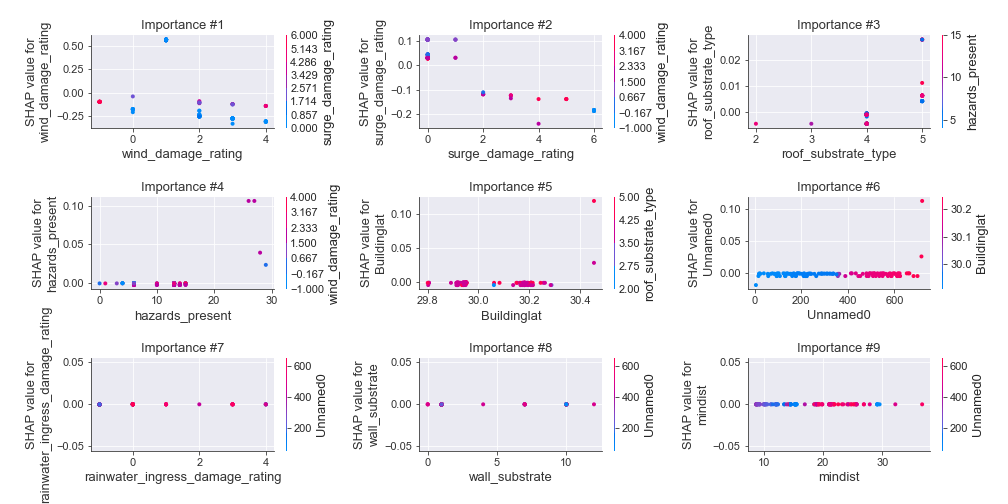 Importance #1
SHAP value for
wind_damage_rating
0.50
0.25
0.00
−0.25
0
2
4
wind_damage_rating
6.000
5.143
4.286
3.429
2.571
1.714
0.857
0.000
surge_damage_rating
Importance #2
SHAP value for
surge_damage_rating
0.1
0.0
−0.1
−0.2
0
2
4
6
surge_damage_rating
4.000
3.167
2.333
1.500
0.667
−0.167
−1.000
wind_damage_rating
Importance #3
SHAP value for
roof_substrate_type
0.02
0.00
2
3
4
5
roof_substrate_type
15
10
5
hazards_present
Importance #4
SHAP value for
hazards_present
0.10
0.05
0.00
0
10
20
30
hazards_present
4.000
3.167
2.333
1.500
0.667
−0.167
−1.000
wind_damage_rating
Importance #5
SHAP value for
Buildinglat
0.10
0.05
0.00
29.8
30.0
30.2
30.4
Buildinglat
5.00
4.25
3.50
2.75
2.00
roof_substrate_type
Importance #6
SHAP value for
Unnamed0
0.10
0.05
0.00
0
200
400
600
Unnamed0
30.2
30.1
30.0
Buildinglat
Importance #7
SHAP value for
rainwater_ingress_damage_rating
0.05
0.00
−0.05
0
2
4
rainwater_ingress_damage_rating
600
400
200
Unnamed0
Importance #8
SHAP value for
wall_substrate
0.05
0.00
−0.05
0
5
10
wall_substrate
600
400
200
Unnamed0
Importance #9
SHAP value for
mindist
0.05
0.00
−0.05
10
20
30
mindist
600
400
200
Unnamed0